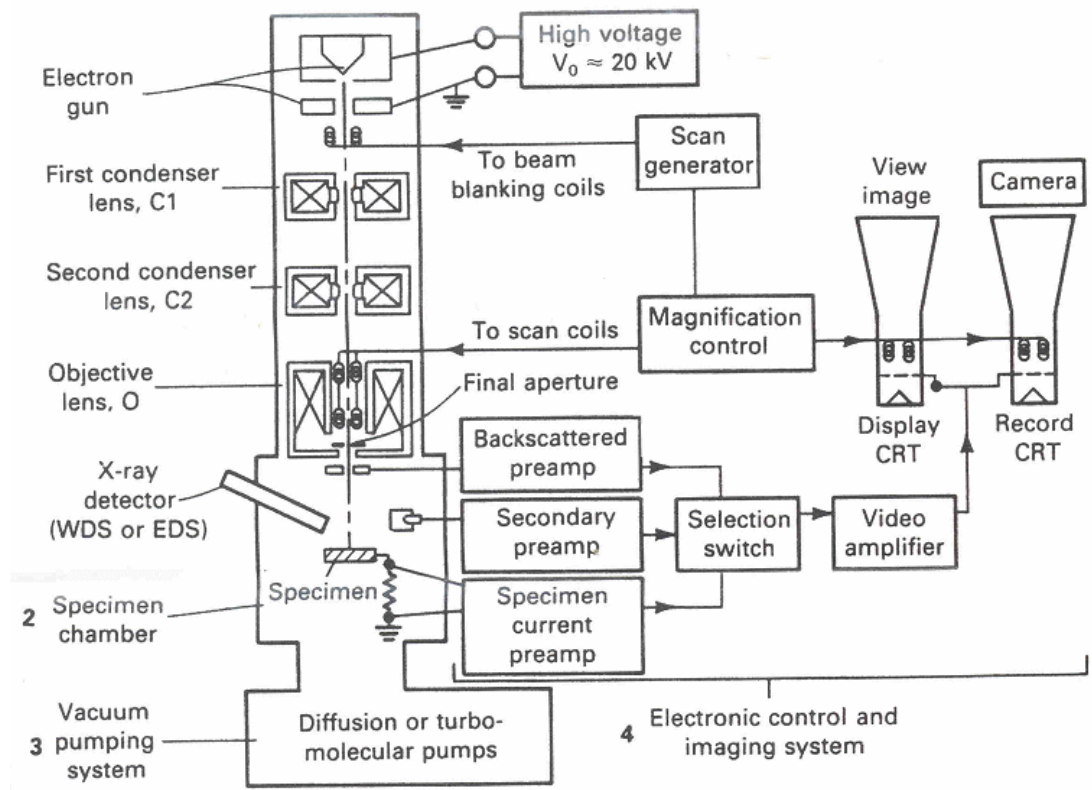 High voltage
V₀ ≈ 20 kV
Electron
gun
Scan
generator
To beam
blanking coils
View
image
Camera
First condenser
lens, C1
Second condenser
lens, C2
To scan coils
Magnification
control
Objective
lens, O
Final aperture
Display
CRT
Record
CRT
Backscattered
preamp
X-ray
detector
(WDS or EDS)
Secondary
preamp
Selection
switch
Video
amplifier
Specimen
Specimen
current
preamp
2 Specimen
chamber
Vacuum
3 pumping
system
Diffusion or turbo-
molecular pumps
4 Electronic control and
imaging system